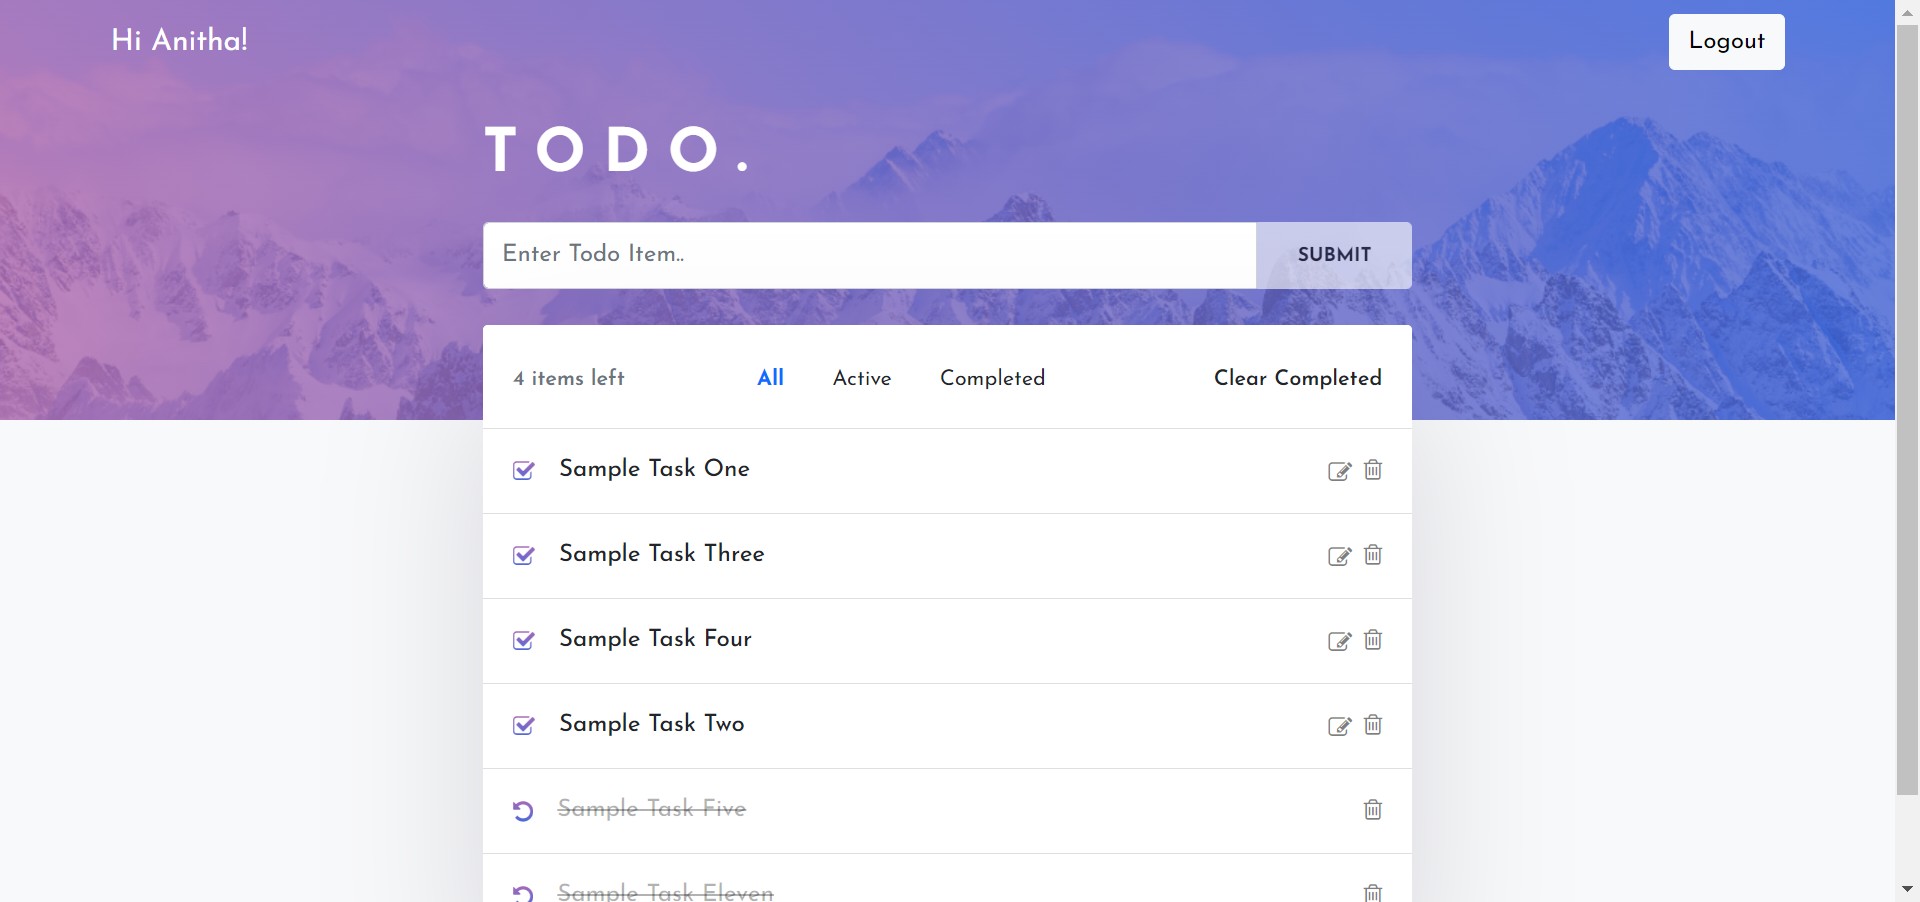 Hi Anitha!
Logout
TODO.
Enter Todo Item..
SUBMIT
4 items left
All
Active
Completed
Clear Completed
Sample Task One
Sample Task Three
Sample Task Four
Sample Task Two
Sample Task Five
Sample Task Eleven